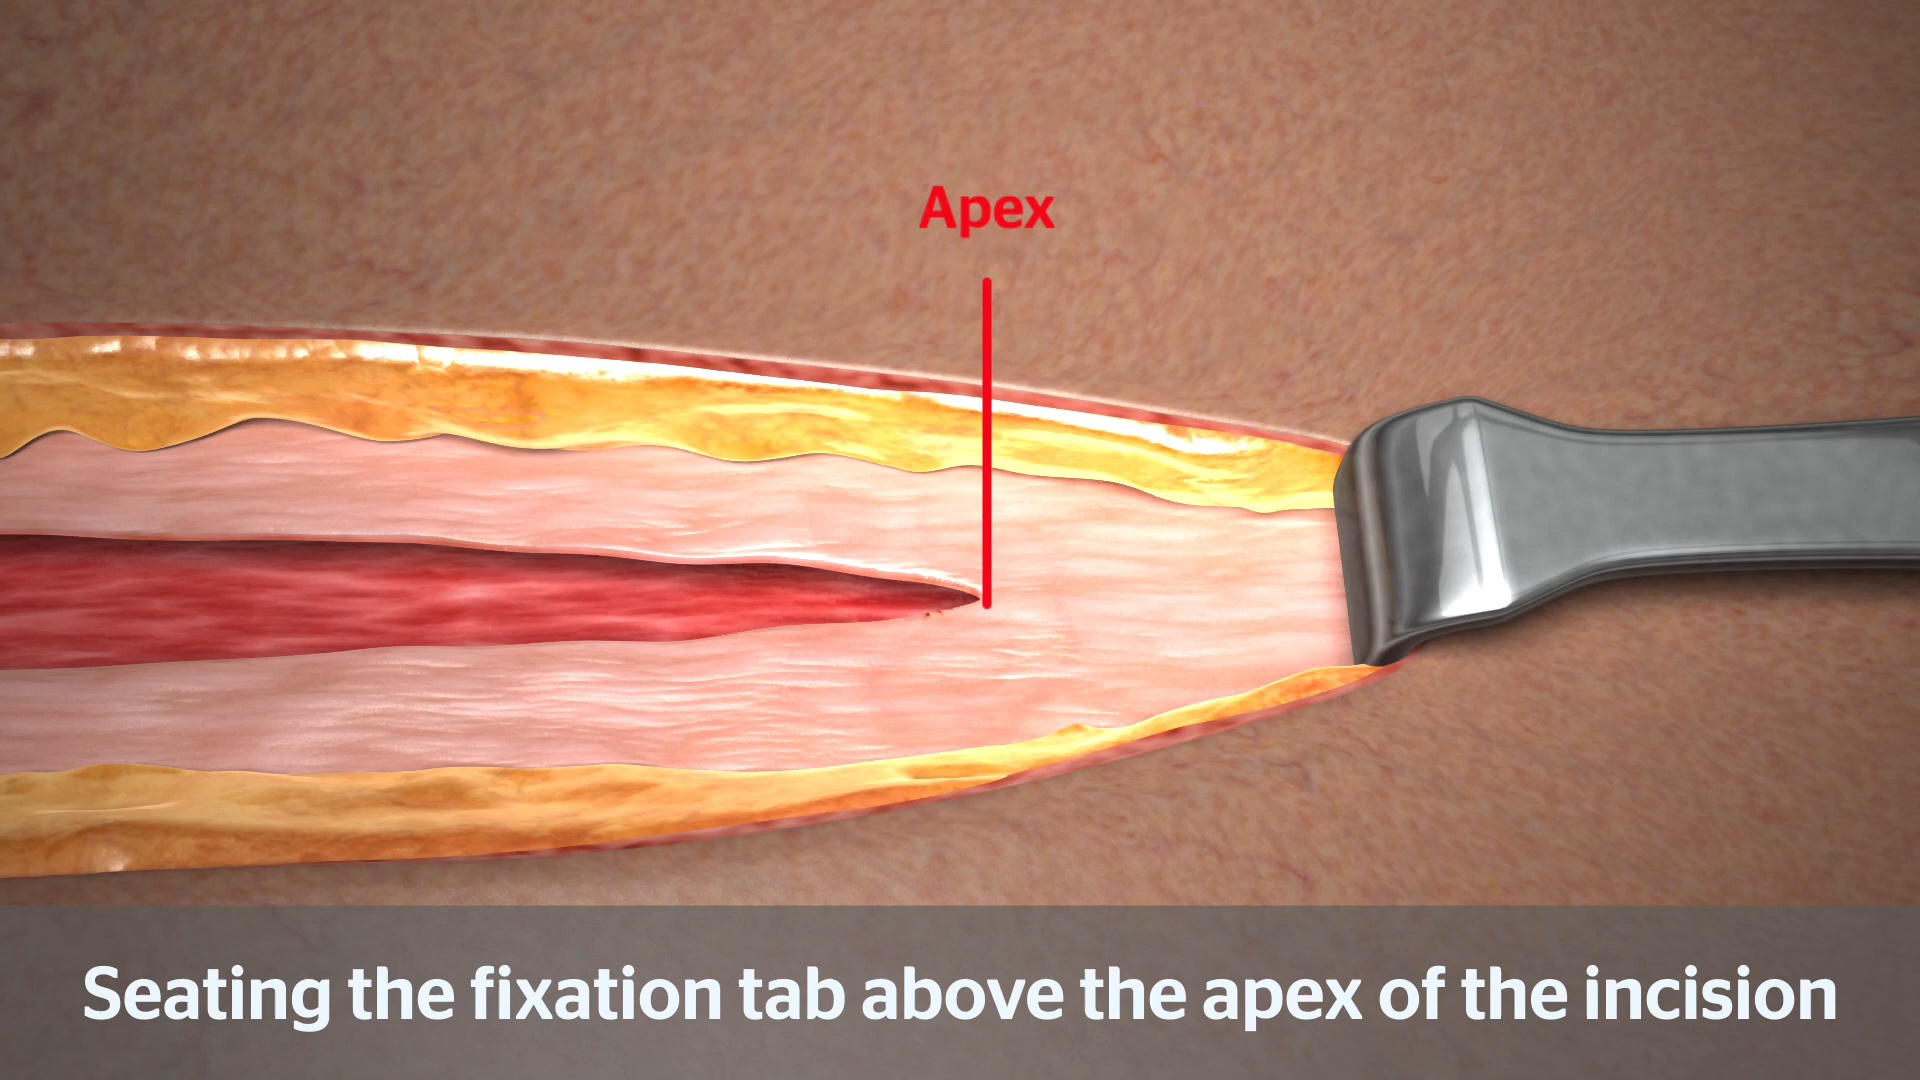 Apex
Seating the fixation tab above the apex of the incision